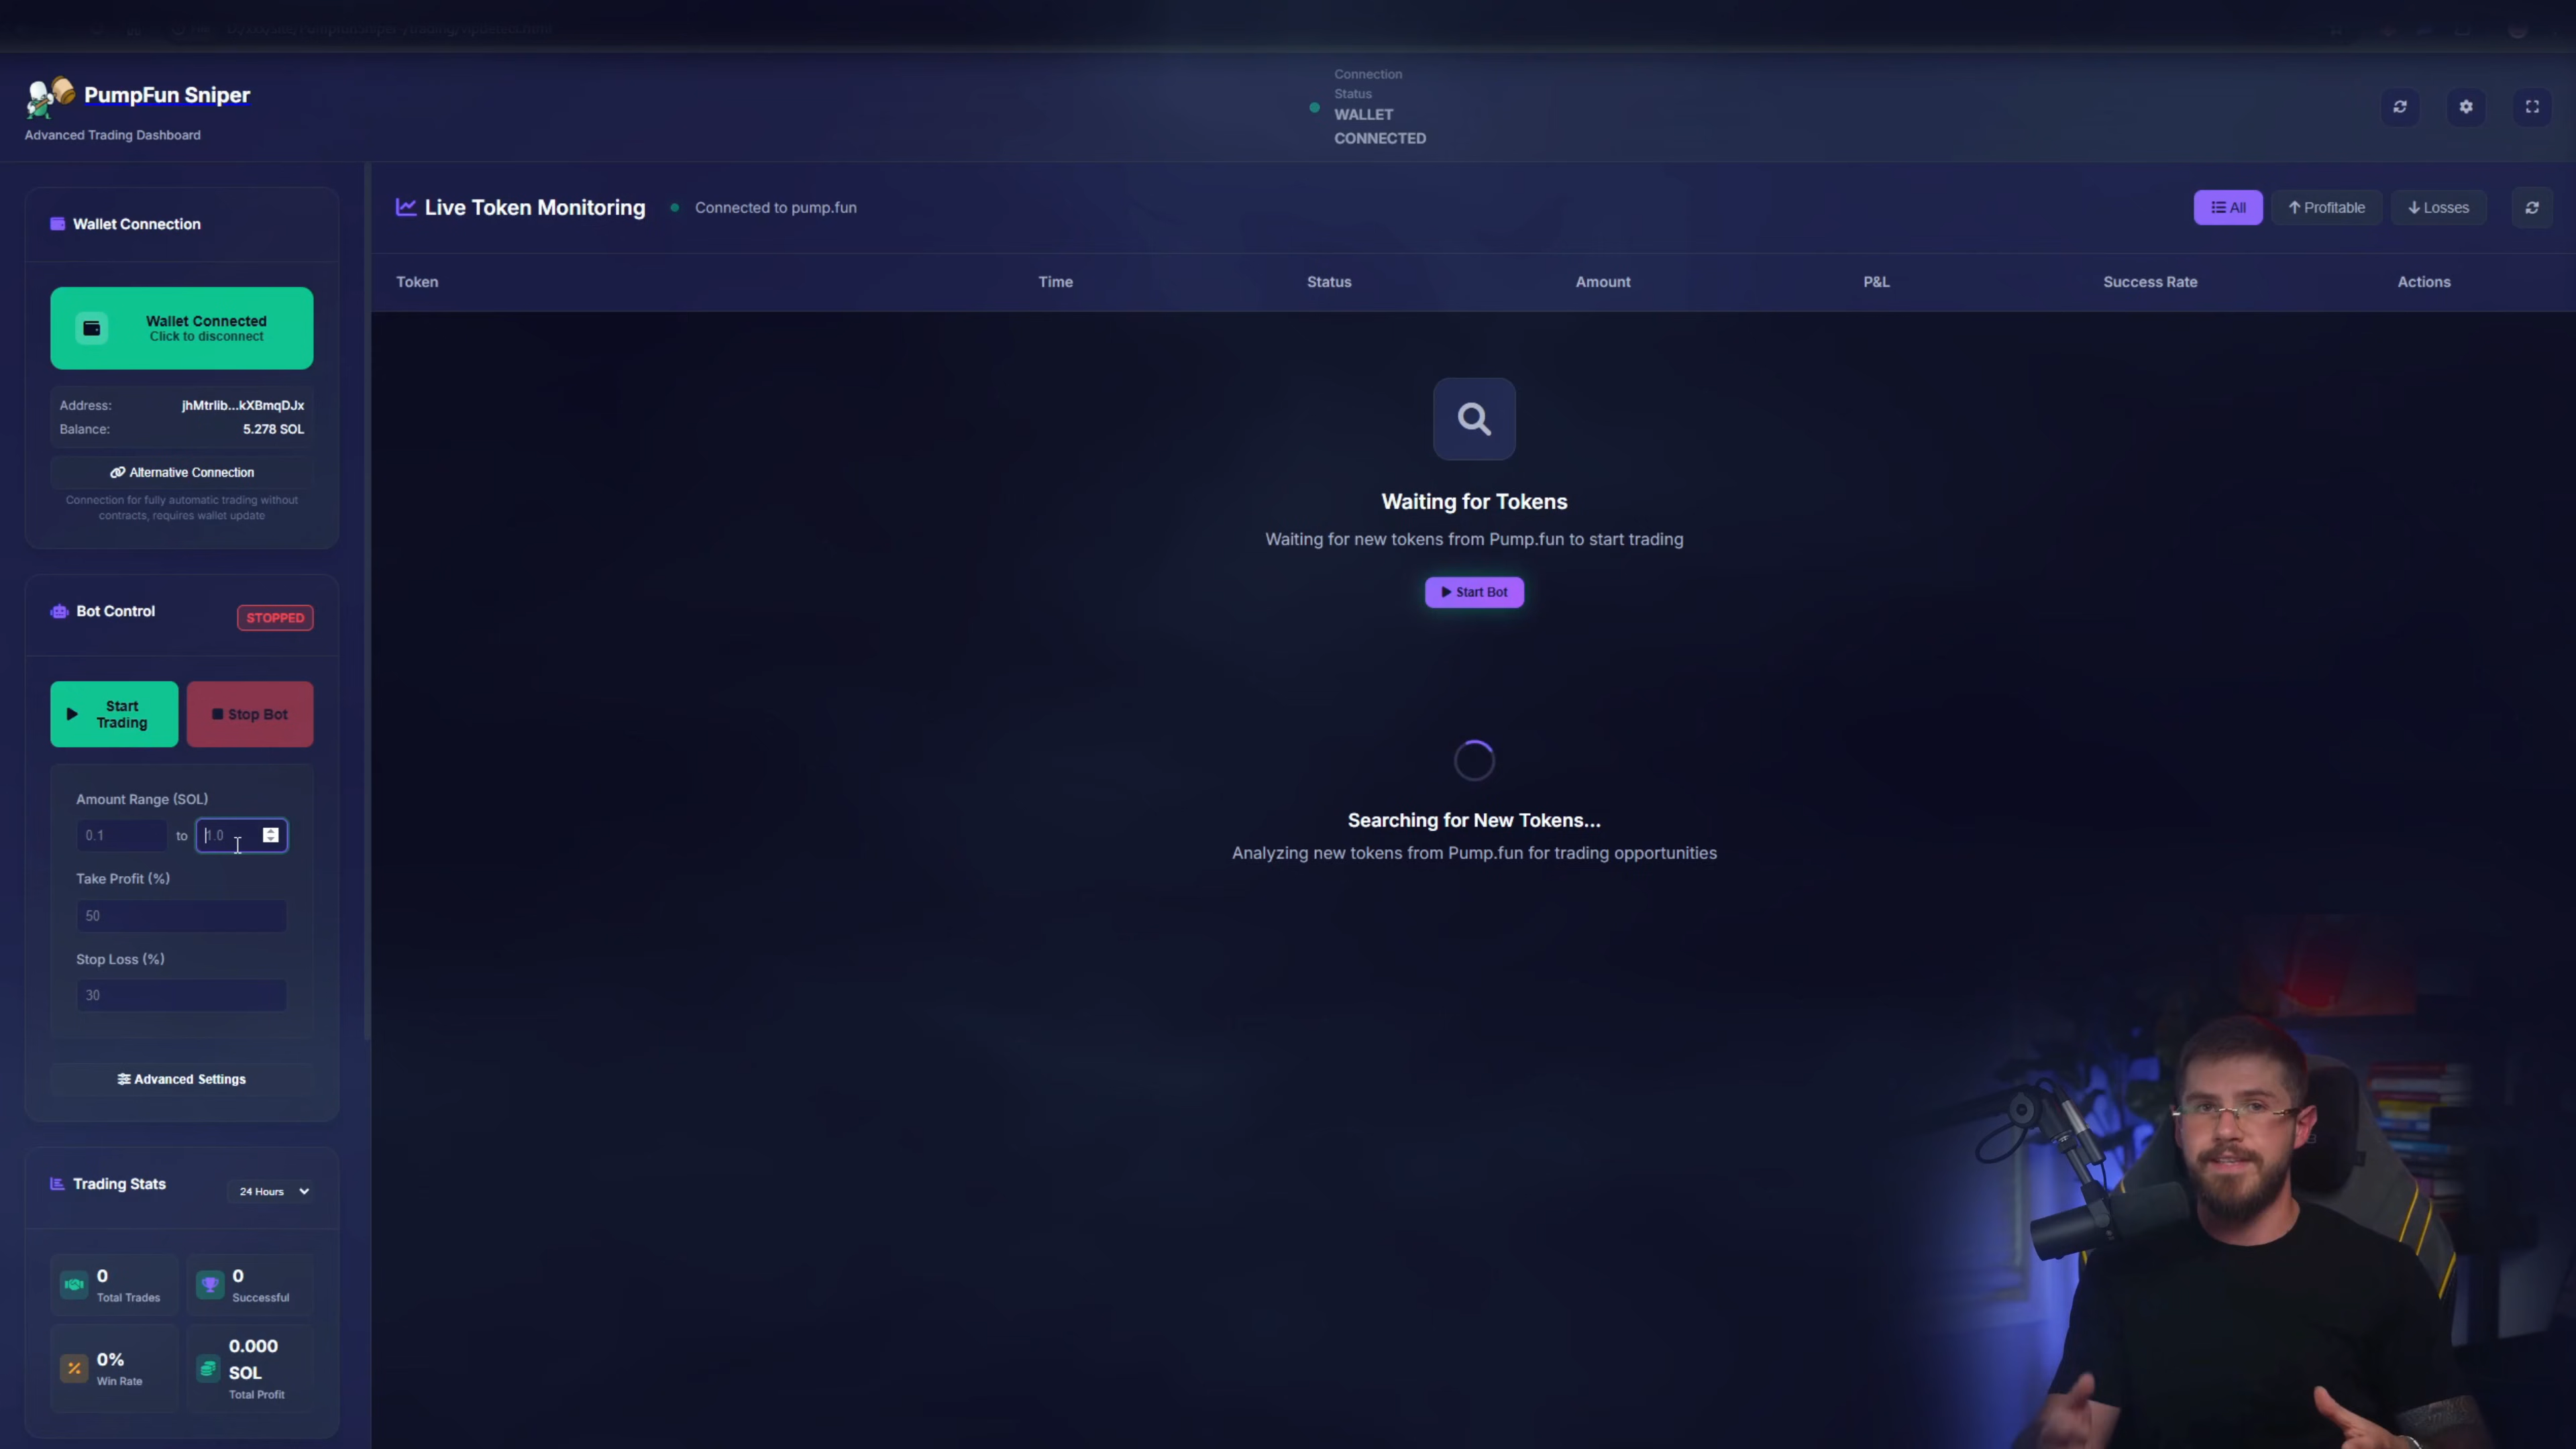 PumpFun Sniper
Advanced Trading Dashboard
Connection
Status
WALLET
CONNECTED
Wallet Connection
Wallet Connected
Click to disconnect
Address: jhMtrlib...kXBmqDJx
Balance: 5.278 SOL
Alternative Connection
Connection for fully automatic trading without
contracts, requires wallet update
Bot Control
STOPPED
Start
Trading
Stop Bot
Amount Range (SOL)
0.1 to 1.0
Take Profit (%)
50
Stop Loss (%)
30
Advanced Settings
Trading Stats
24 Hours
0
Total Trades
0
Successful
0%
Win Rate
0.000
SOL
Total Profit
Live Token Monitoring
Connected to pump.fun
All
Profitable
Losses
Token Time Status Amount P&L Success Rate Actions
Waiting for Tokens
Waiting for new tokens from Pump.fun to start trading
Start Bot
Searching for New Tokens...
Analyzing new tokens from Pump.fun for trading opportunities